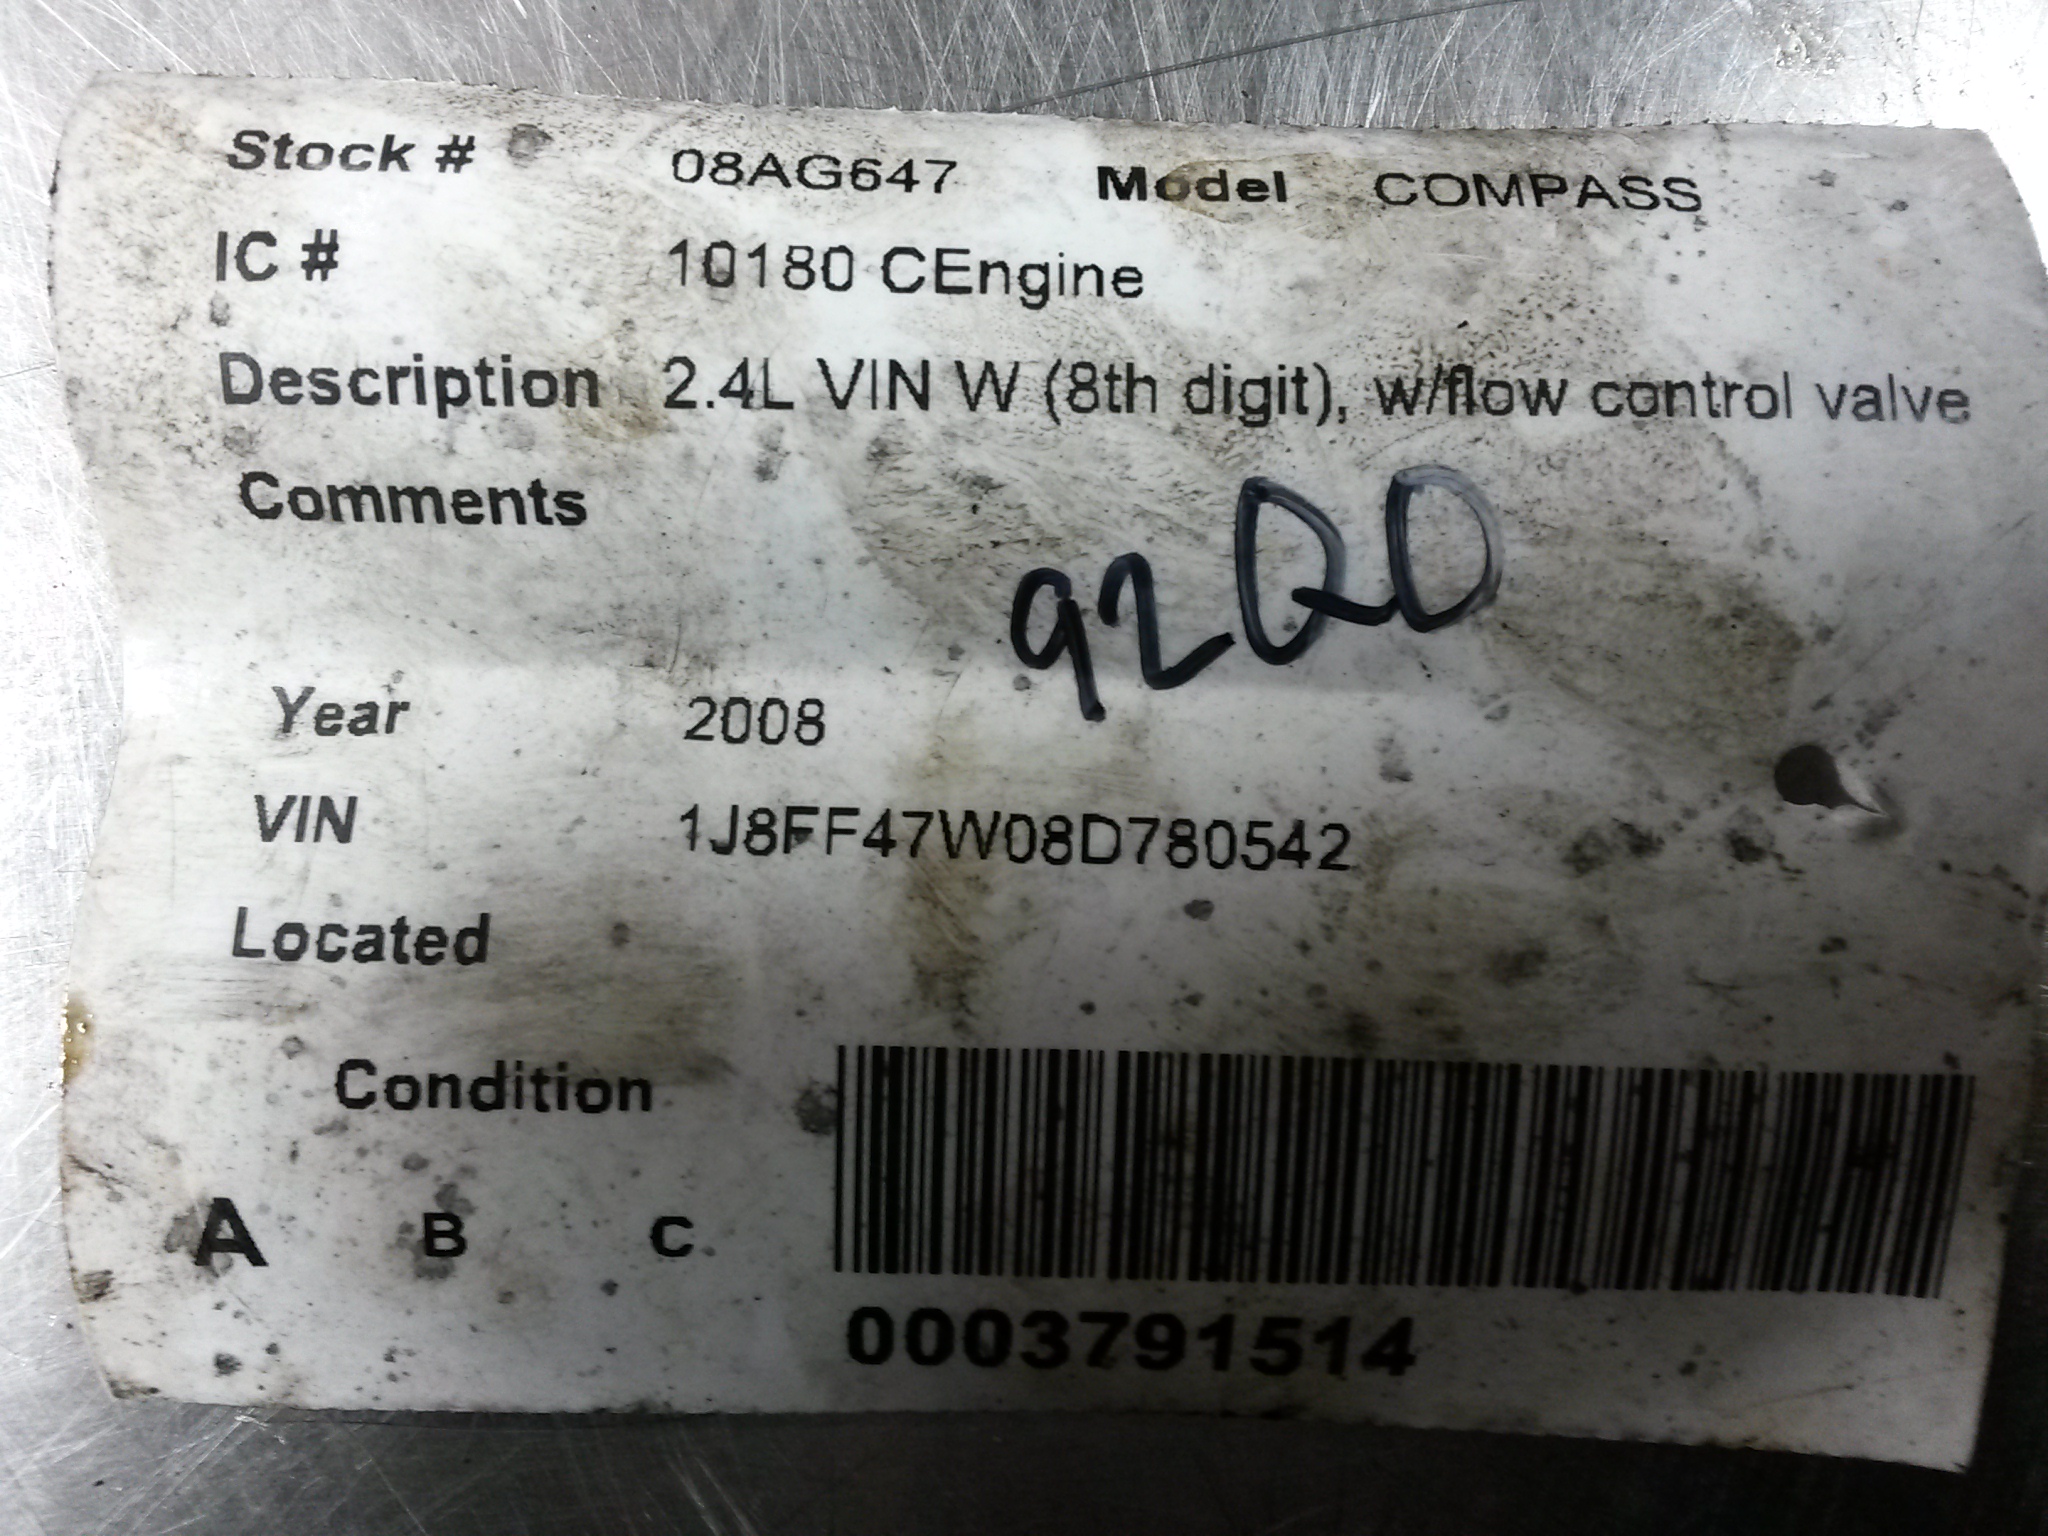 Stock # 08AG647 Model COMPASS
IC # 10180 CEngine
Description 2.4L VIN W (8th digit), w/flow control valve
Comments
9200
Year 2008
VIN 1J8FF47W08D780542
Located
Condition
A B C
0003791514